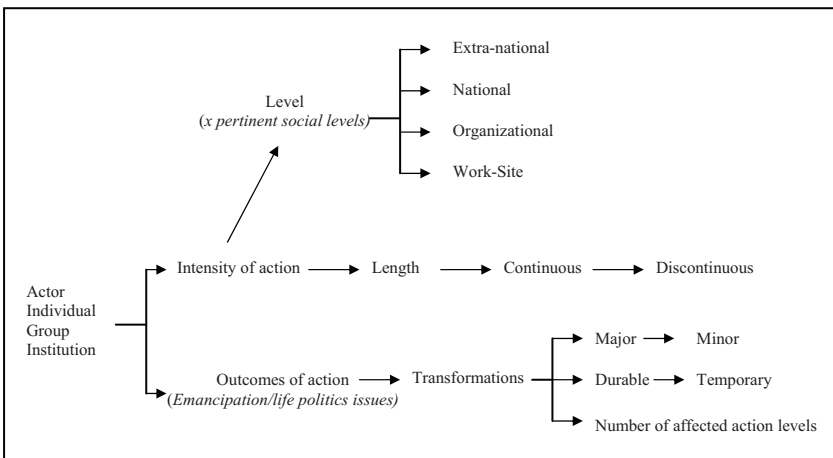 Extra-national
Level
(x pertinent social levels)
National
Organizational
Work-Site
Intensity of action
Length
Continuous
Discontinuous
Actor
Individual
Group
Institution
Outcomes of action
(Emancipation/life politics issues)
Transformations
Major
Minor
Durable
Temporary
Number of affected action levels